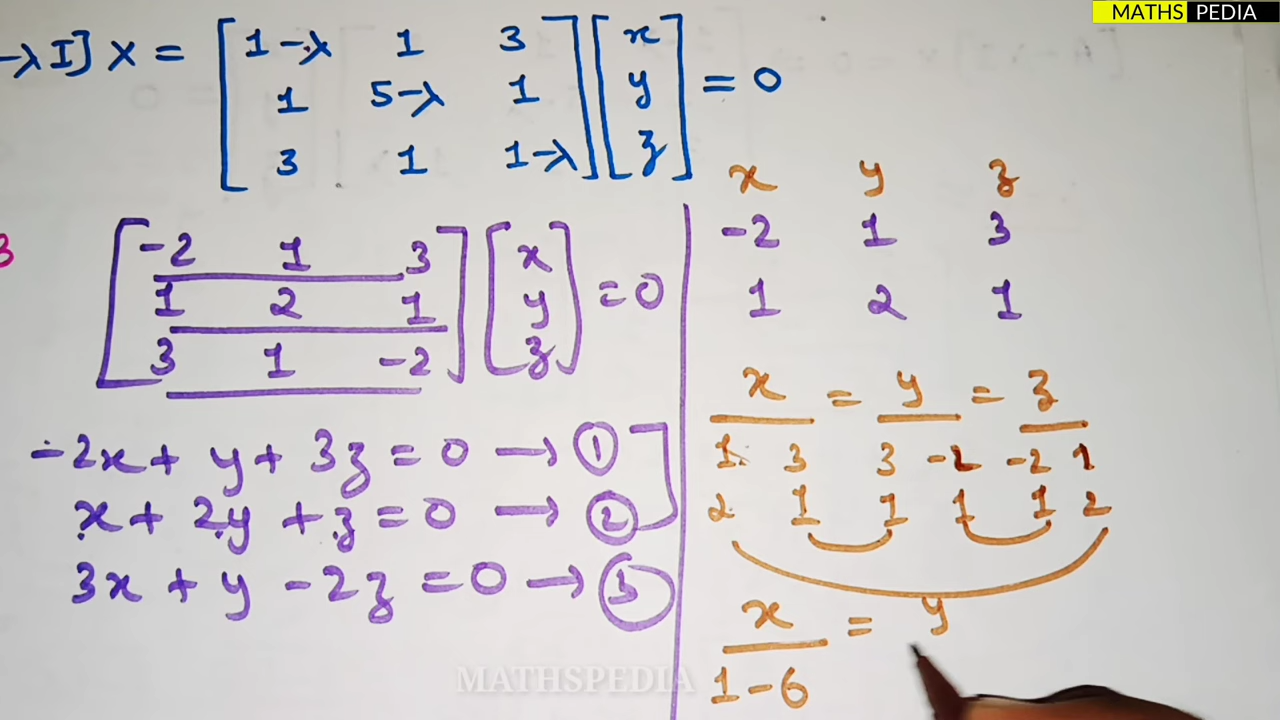 MATHS PEDIA
-λI] X = [1-λ 1 3] [x]
[1 5-λ 1] [y] = 0
[3 1 1-λ] [z]
3
[-2 1 3] [x]
[1 2 1] [y] = 0
[3 1 -2] [z]
-2x + y + 3z = 0 → ①
x + 2y + z = 0 → ②
3x + y - 2z = 0 → ③
x y z
-2 1 3
1 2 1
x = y = z
1 3 3 -2 -2 1
2 1 1 1 1 2
x = y
1-6
MATHSPEDIA